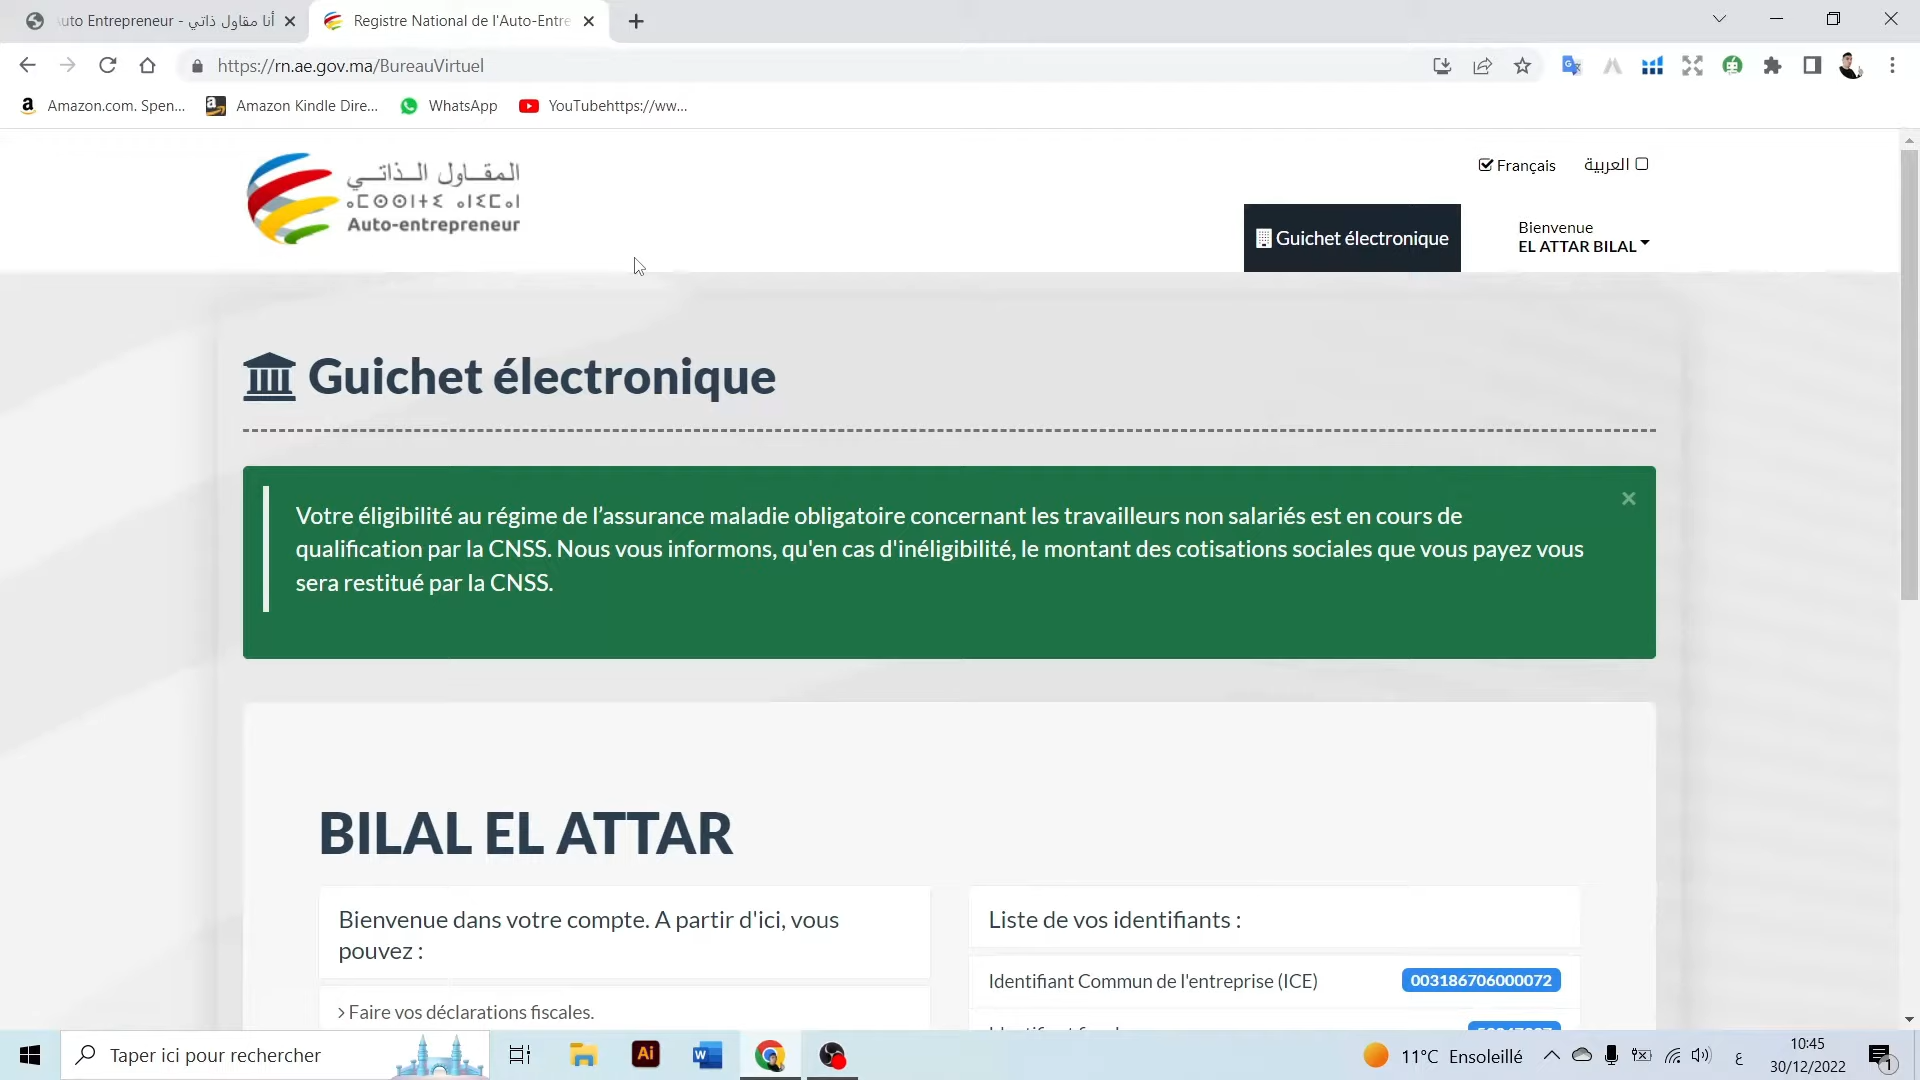 uto Entrepreneur - أنا مقاول ذاتي
Registre National de l'Auto-Entre
https://rn.ae.gov.ma/BureauVirtuel
Amazon.com. Spen...
Amazon Kindle Dire...
WhatsApp
YouTubehttps://ww...
Français
العربية
المقـاول الـذاتـي
ⴰⵎⵙⵙⵏⵜⵉ ⴰⵏⵉⵎⴰⵏ
Auto-entrepreneur
Guichet électronique
Bienvenue
EL ATTAR BILAL
Guichet électronique
Votre éligibilité au régime de l’assurance maladie obligatoire concernant les travailleurs non salariés est en cours de
qualification par la CNSS. Nous vous informons, qu'en cas d'inéligibilité, le montant des cotisations sociales que vous payez vous
sera restitué par la CNSS.
BILAL EL ATTAR
Bienvenue dans votre compte. A partir d'ici, vous
pouvez :
Liste de vos identifiants :
Identifiant Commun de l'entreprise (ICE)
003186706000072
> Faire vos déclarations fiscales.
Taper ici pour rechercher
Ai
11°C Ensoleillé
ع
10:45
30/12/2022
1